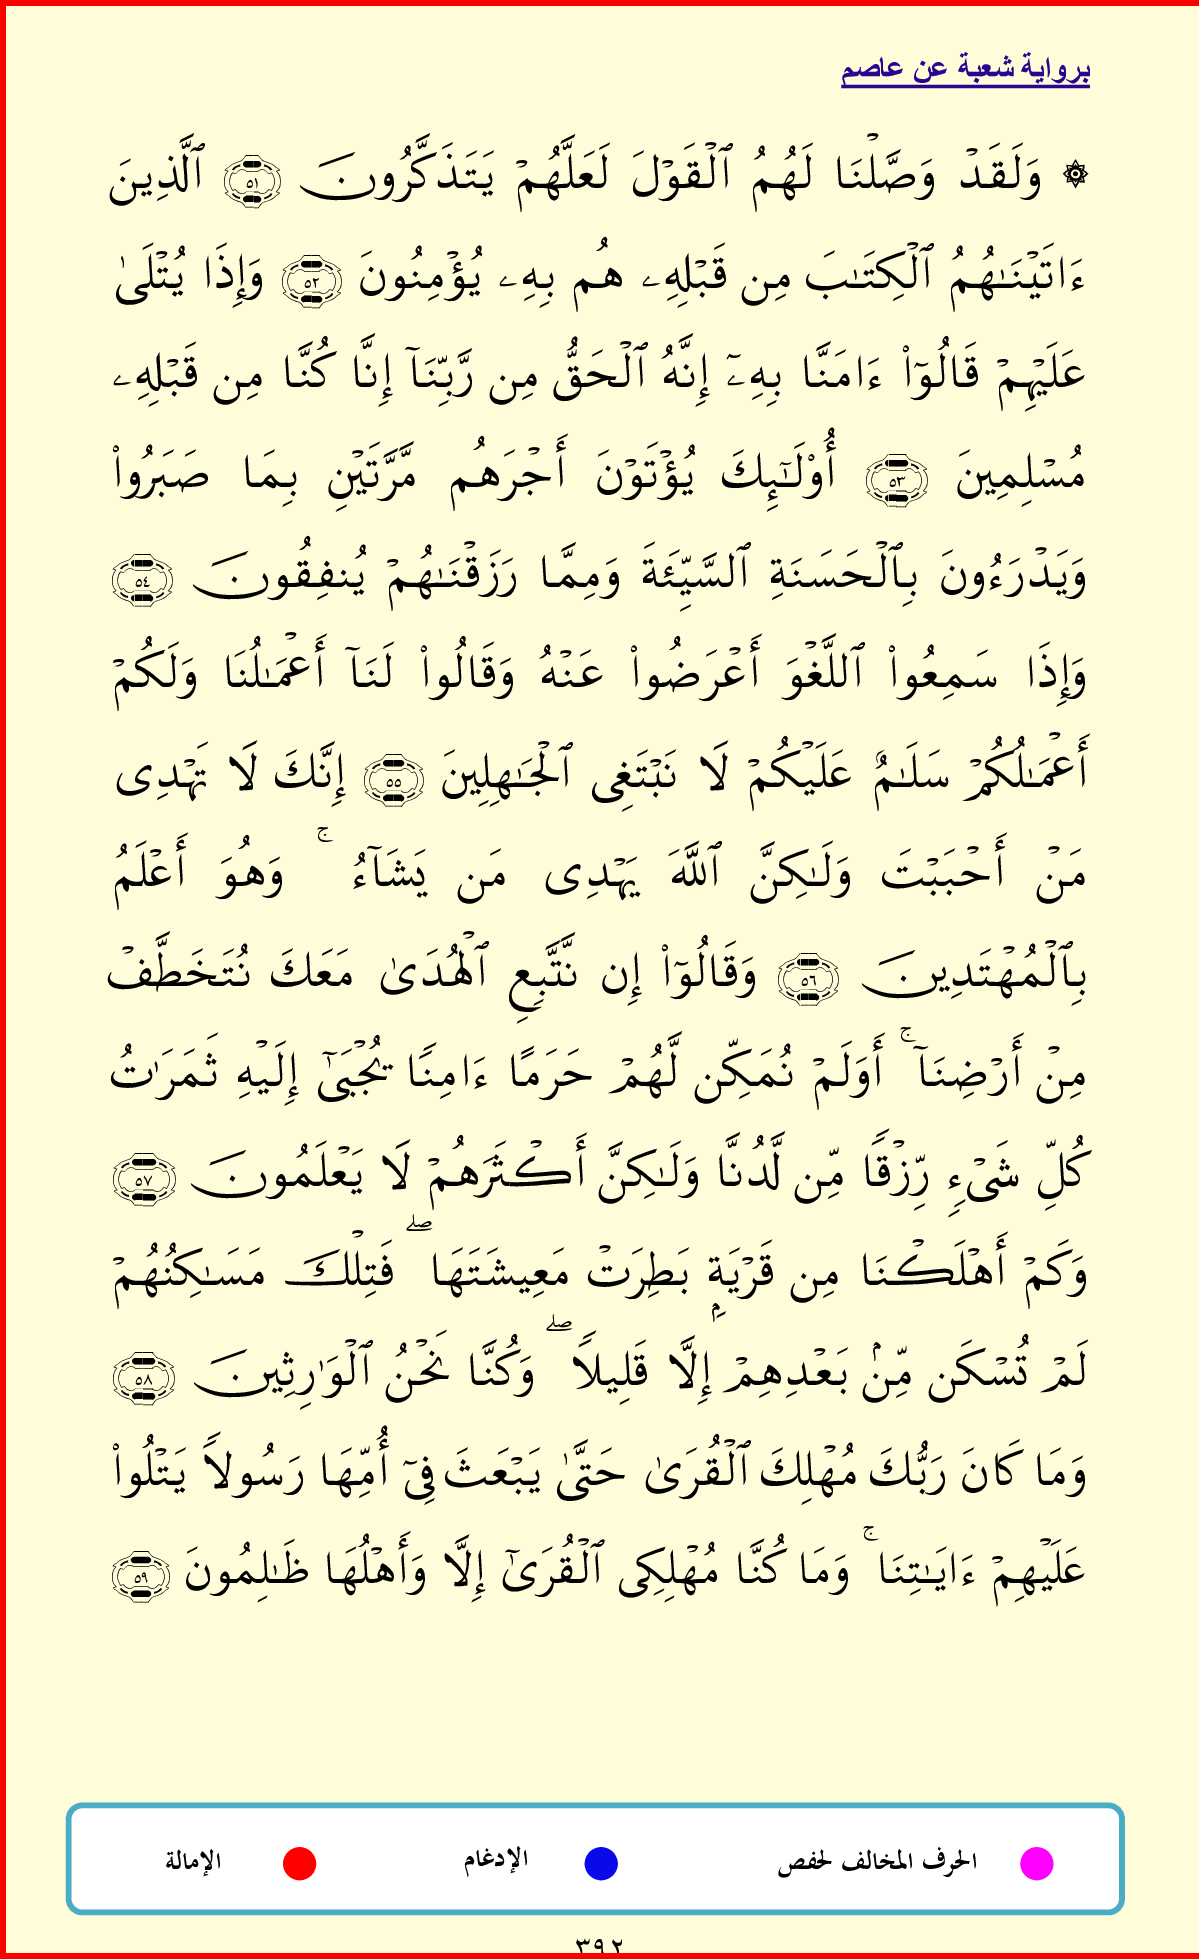 برواية شعبة عن عاصم
۞ وَلَقَدْ وَصَّلْنَا لَهُمُ ٱلْقَوْلَ لَعَلَّهُمْ يَتَذَكَّرُونَ ٥١ ٱلَّذِينَ
ءَاتَيْنَٰهُمُ ٱلْكِتَٰبَ مِن قَبْلِهِۦ هُم بِهِۦ يُؤْمِنُونَ ٥٢ وَإِذَا يُتْلَىٰ
عَلَيْهِمْ قَالُوٓا۟ ءَامَنَّا بِهِۦٓ إِنَّهُ ٱلْحَقُّ مِن رَّبِّنَآ إِنَّا كُنَّا مِن قَبْلِهِۦ
مُسْلِمِينَ ٥٣ أُو۟لَٰٓئِكَ يُؤْتَوْنَ أَجْرَهُم مَّرَّتَيْنِ بِمَا صَبَرُوا۟
وَيَدْرَءُونَ بِٱلْحَسَنَةِ ٱلسَّيِّئَةَ وَمِمَّا رَزَقْنَٰهُمْ يُنفِقُونَ ٥٤
وَإِذَا سَمِعُوا۟ ٱللَّغْوَ أَعْرَضُوا۟ عَنْهُ وَقَالُوا۟ لَنَآ أَعْمَٰلُنَا وَلَكُمْ
أَعْمَٰلُكُمْ سَلَٰمٌ عَلَيْكُمْ لَا نَبْتَغِى ٱلْجَٰهِلِينَ ٥٥ إِنَّكَ لَا تَهْدِى
مَنْ أَحْبَبْتَ وَلَٰكِنَّ ٱللَّهَ يَهْدِى مَن يَشَآءُ ۚ وَهُوَ أَعْلَمُ
بِٱلْمُهْتَدِينَ ٥٦ وَقَالُوٓا۟ إِن نَّتَّبِعِ ٱلْهُدَىٰ مَعَكَ نُتَخَطَّفْ
مِنْ أَرْضِنَآ ۚ أَوَلَمْ نُمَكِّن لَّهُمْ حَرَمًا ءَامِنًا يُجْبَىٰٓ إِلَيْهِ ثَمَرَٰتُ
كُلِّ شَىْءٍ رِّزْقًا مِّن لَّدُنَّا وَلَٰكِنَّ أَكْثَرَهُمْ لَا يَعْلَمُونَ ٥٧
وَكَمْ أَهْلَكْنَا مِن قَرْيَةٍۭ بَطِرَتْ مَعِيشَتَهَا ۖ فَتِلْكَ مَسَٰكِنُهُمْ
لَمْ تُسْكَن مِّنۢ بَعْدِهِمْ إِلَّا قَلِيلًا ۖ وَكُنَّا نَحْنُ ٱلْوَٰرِثِينَ ٥٨
وَمَا كَانَ رَبُّكَ مُهْلِكَ ٱلْقُرَىٰ حَتَّىٰ يَبْعَثَ فِىٓ أُمِّهَا رَسُولًا يَتْلُوا۟
عَلَيْهِمْ ءَايَٰتِنَا ۚ وَمَا كُنَّا مُهْلِكِى ٱلْقُرَىٰٓ إِلَّا وَأَهْلُهَا ظَٰلِمُونَ ٥٩
الحرف المخالف لحفص الإدغام الإمالة
٣٩٢